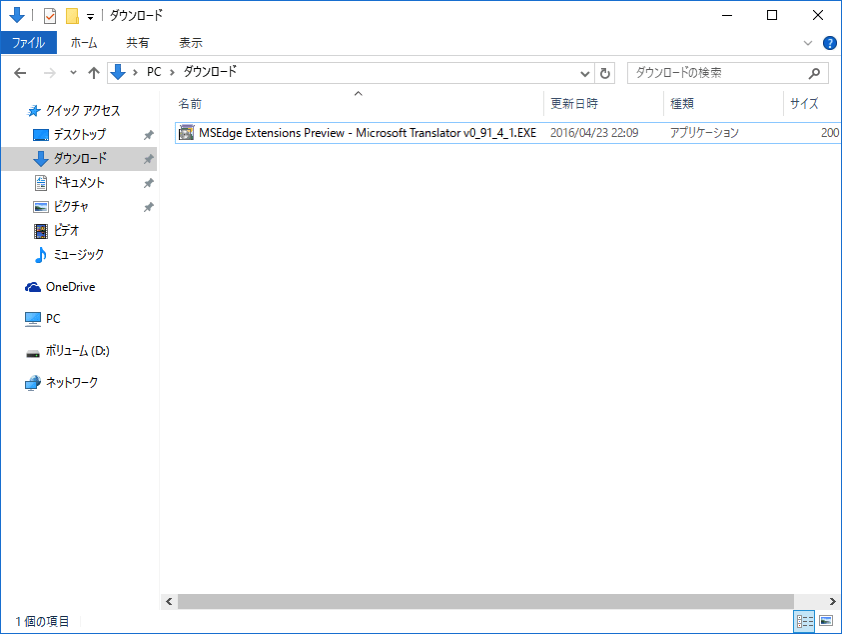 ダウンロード
ファイル ホーム 共有 表示
PC ダウンロード ダウンロードの検索
名前 更新日時 種類 サイズ
MSEdge Extensions Preview - Microsoft Translator v0_91_4_1.EXE 2016/04/23 22:09 アプリケーション 200
クイック アクセス
デスクトップ
ダウンロード
ドキュメント
ピクチャ
ビデオ
ミュージック
OneDrive
PC
ボリューム (D:)
ネットワーク
1 個の項目